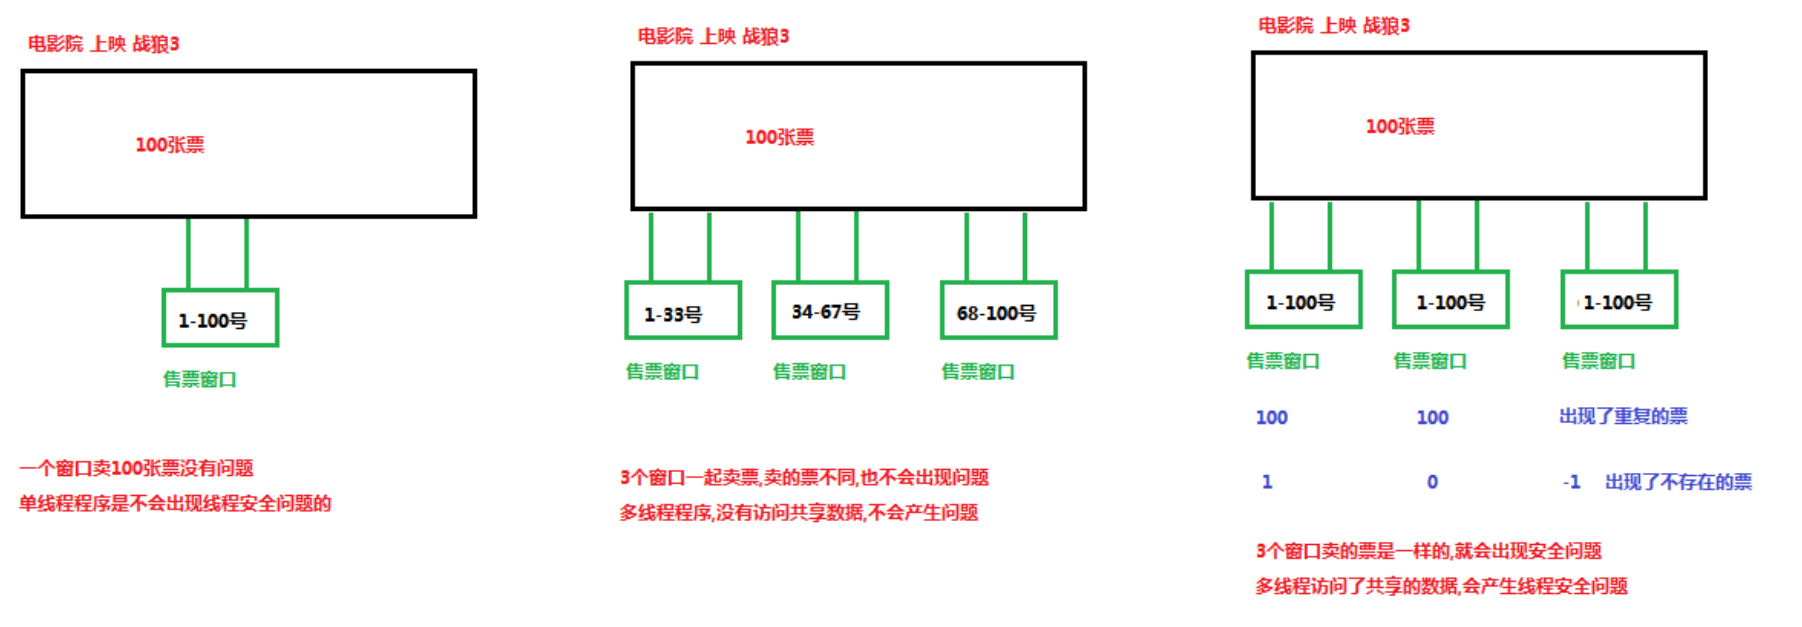 电影院 上映 战狼3
100张票
1-100号
售票窗口
一个窗口卖100张票没有问题
单线程程序是不会出现线程安全问题的
电影院 上映 战狼3
100张票
1-33号
34-67号
68-100号
售票窗口
售票窗口
售票窗口
3个窗口一起卖票,卖的票不同,也不会出现问题
多线程程序,没有访问共享数据,不会产生问题
电影院 上映 战狼3
100张票
1-100号
1-100号
1-100号
售票窗口
售票窗口
售票窗口
100
100
出现了重复的票
1
0
-1
出现了不存在的票
3个窗口卖的票是一样的,就会出现安全问题
多线程访问了共享的数据,会产生线程安全问题